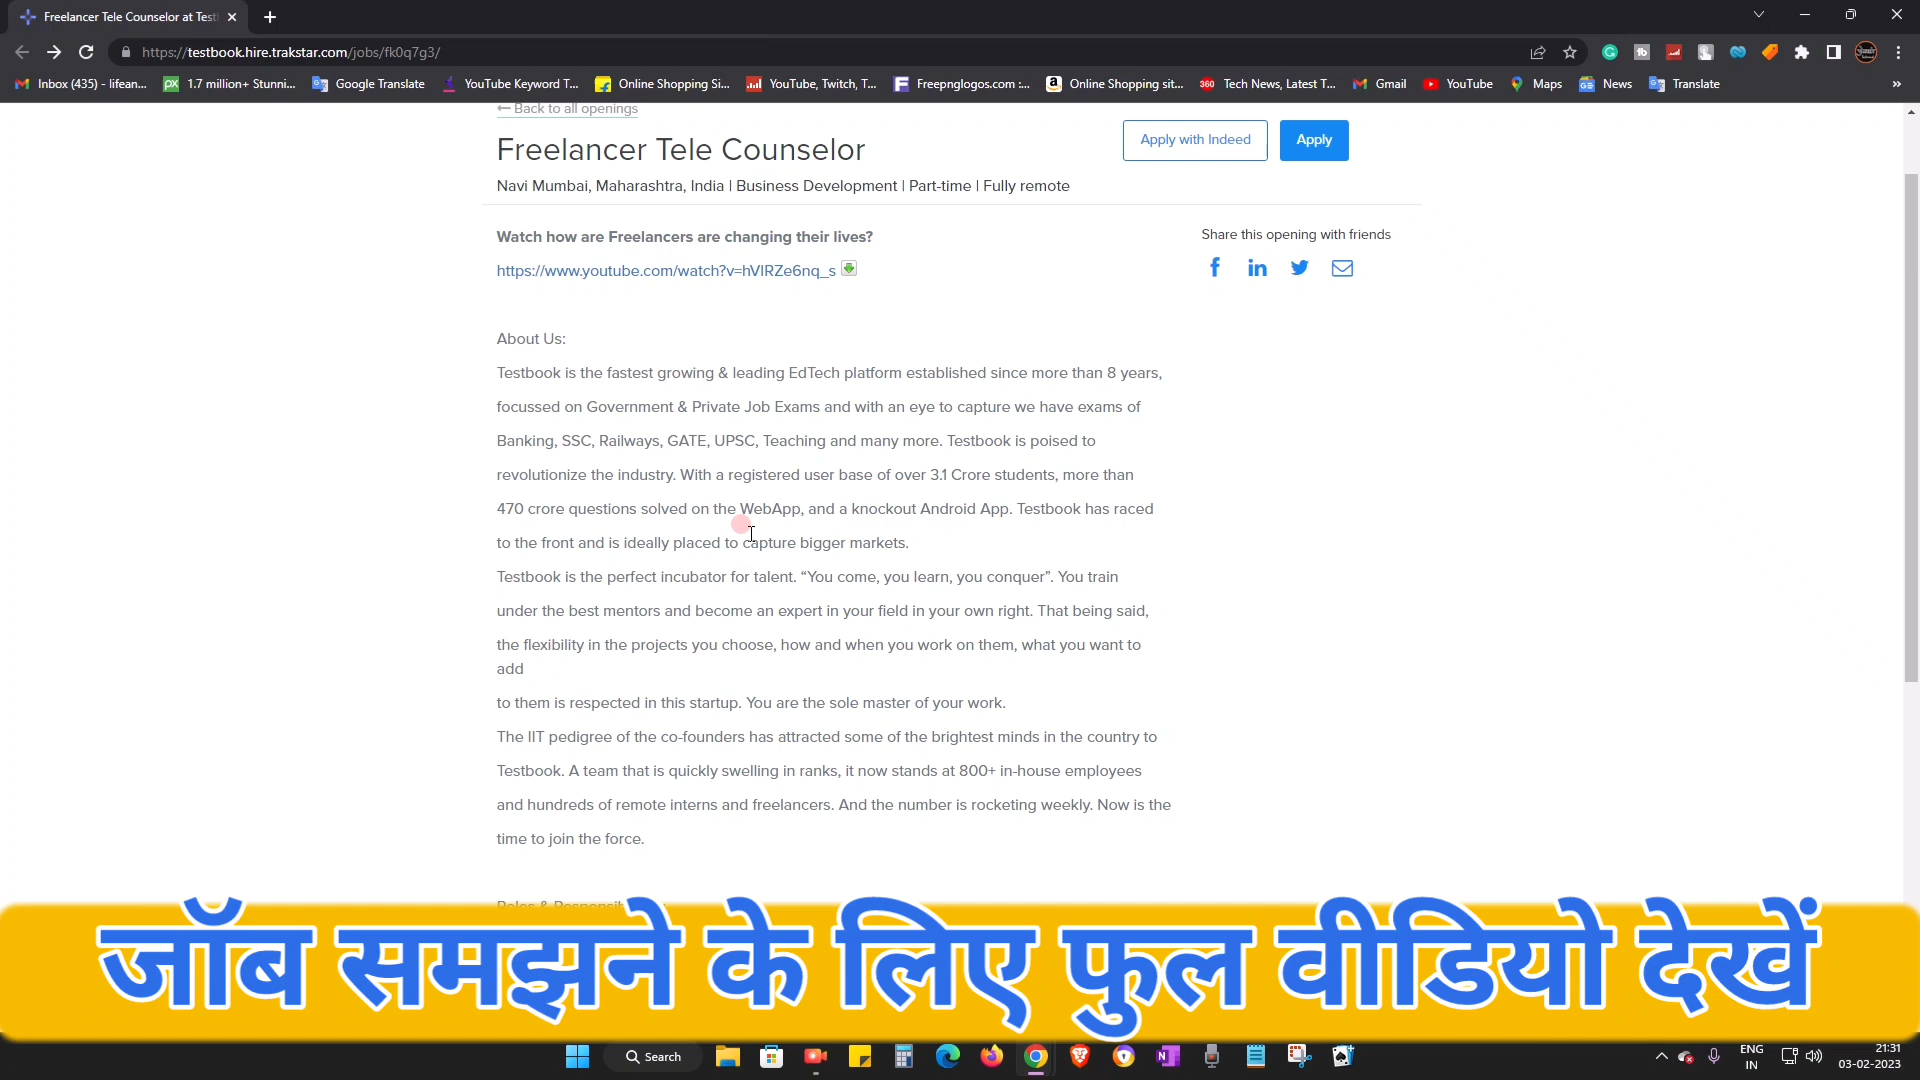 Freelancer Tele Counselor at Test
https://testbook.hire.trakstar.com/jobs/fk0q7g3/
Inbox (435) - lifean... 1.7 million+ Stunni... Google Translate YouTube Keyword T... Online Shopping Si... YouTube, Twitch, T... Freepnglogos.com :... Online Shopping sit... Tech News, Latest T... Gmail YouTube Maps News Translate
← Back to all openings
Freelancer Tele Counselor
Apply with Indeed
Apply
Navi Mumbai, Maharashtra, India | Business Development | Part-time | Fully remote
Watch how are Freelancers are changing their lives?
Share this opening with friends
https://www.youtube.com/watch?v=hVlRZe6nq_s
About Us:
Testbook is the fastest growing & leading EdTech platform established since more than 8 years,
focussed on Government & Private Job Exams and with an eye to capture we have exams of
Banking, SSC, Railways, GATE, UPSC, Teaching and many more. Testbook is poised to
revolutionize the industry. With a registered user base of over 3.1 Crore students, more than
470 crore questions solved on the WebApp, and a knockout Android App. Testbook has raced
to the front and is ideally placed to capture bigger markets.
Testbook is the perfect incubator for talent. “You come, you learn, you conquer”. You train
under the best mentors and become an expert in your field in your own right. That being said,
the flexibility in the projects you choose, how and when you work on them, what you want to
add
to them is respected in this startup. You are the sole master of your work.
The IIT pedigree of the co-founders has attracted some of the brightest minds in the country to
Testbook. A team that is quickly swelling in ranks, it now stands at 800+ in-house employees
and hundreds of remote interns and freelancers. And the number is rocketing weekly. Now is the
time to join the force.
जॉब समझने के लिए फुल वीडियो देखें
Search
ENG
IN
21:31
03-02-2023